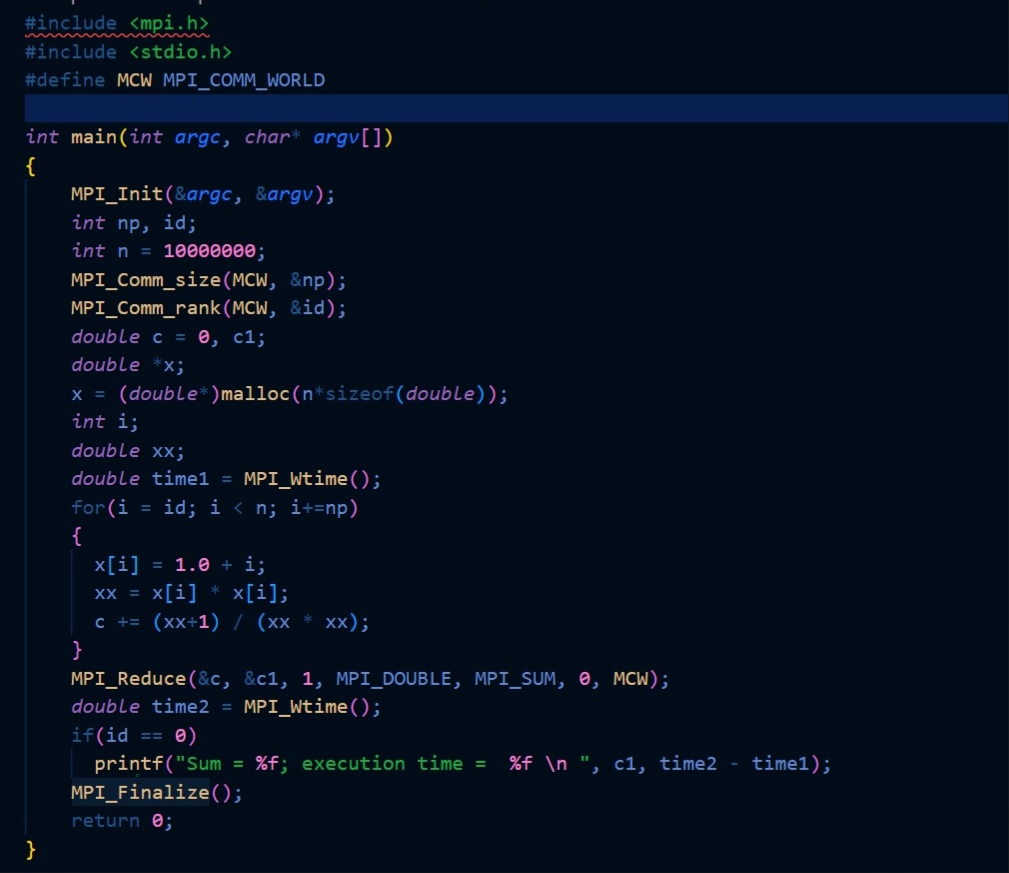 #include <mpi.h>
#include <stdio.h>
#define MCW MPI_COMM_WORLD
int main(int argc, char* argv[])
{
MPI_Init(&argc, &argv);
int np, id;
int n = 10000000;
MPI_Comm_size(MCW, &np);
MPI_Comm_rank(MCW, &id);
double c = 0, c1;
double *x;
x = (double*)malloc(n*sizeof(double));
int i;
double xx;
double time1 = MPI_Wtime();
for(i = id; i < n; i+=np)
{
x[i] = 1.0 + i;
xx = x[i] * x[i];
c += (xx+1) / (xx * xx);
}
MPI_Reduce(&c, &c1, 1, MPI_DOUBLE, MPI_SUM, 0, MCW);
double time2 = MPI_Wtime();
if(id == 0)
printf("Sum = %f; execution time =  %f \n ", c1, time2 - time1);
MPI_Finalize();
return 0;
}